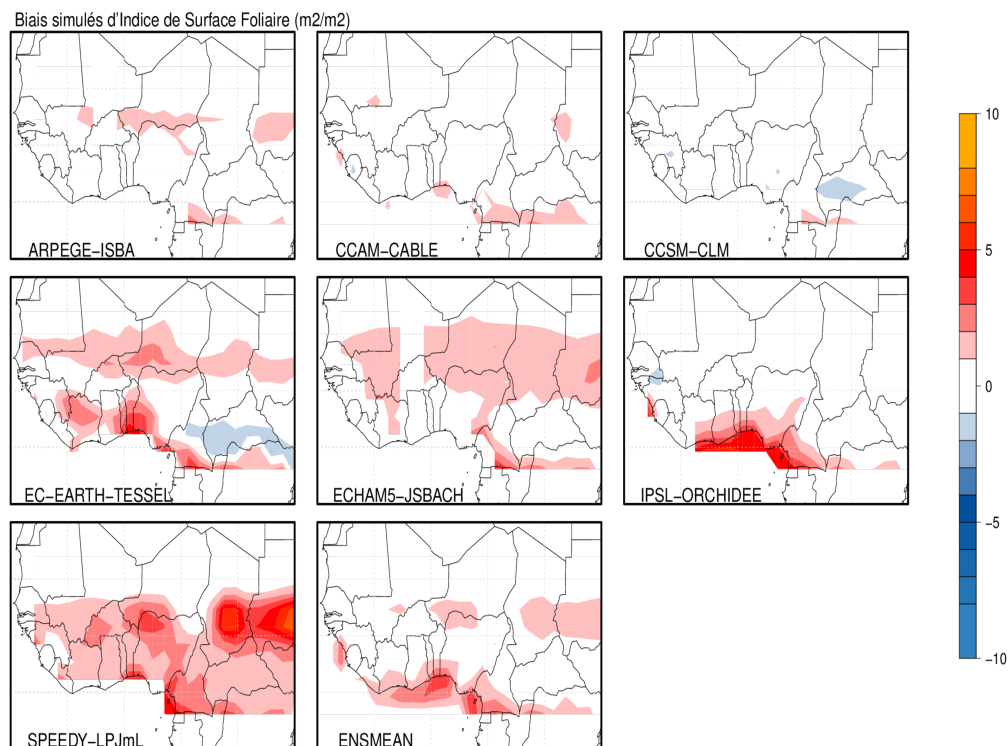 Biais simulés d'Indice de Surface Foliaire (m2/m2)
ARPEGE−ISBA
CCAM−CABLE
CCSM−CLM
EC−EARTH−TESSEL
ECHAM5−JSBACH
IPSL−ORCHIDEE
SPEEDY−LPJmL
ENSMEAN
10
5
0
−5
−10